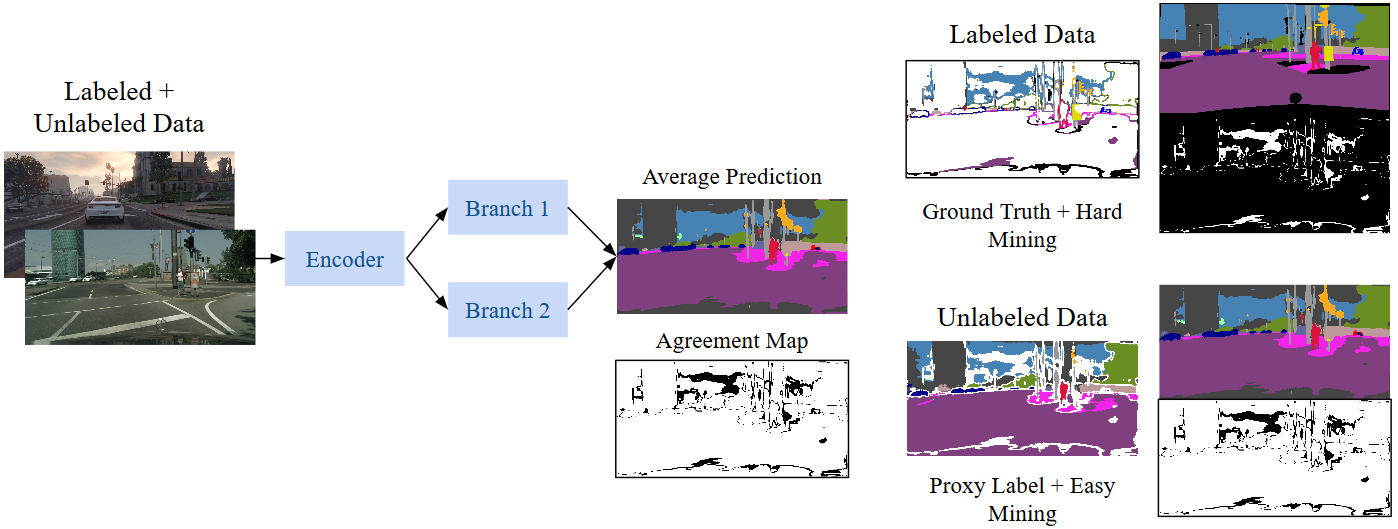 Labeled +
Unlabeled Data
Encoder
Branch 1
Branch 2
Average Prediction
Agreement Map
Labeled Data
Ground Truth + Hard
Mining
Unlabeled Data
Proxy Label + Easy
Mining